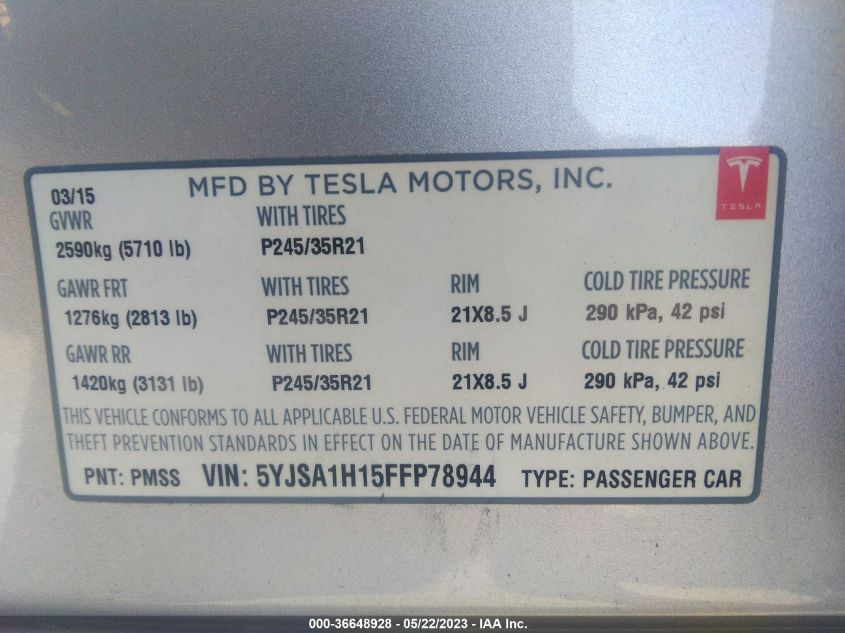 03/15 MFD BY TESLA MOTORS, INC.
TESLA
GVWR WITH TIRES
2590kg (5710 lb) P245/35R21
GAWR FRT WITH TIRES RIM COLD TIRE PRESSURE
1276kg (2813 lb) P245/35R21 21X8.5 J 290 kPa, 42 psi
GAWR RR WITH TIRES RIM COLD TIRE PRESSURE
1420kg (3131 lb) P245/35R21 21X8.5 J 290 kPa, 42 psi
THIS VEHICLE CONFORMS TO ALL APPLICABLE U.S. FEDERAL MOTOR VEHICLE SAFETY, BUMPER, AND
THEFT PREVENTION STANDARDS IN EFFECT ON THE DATE OF MANUFACTURE SHOWN ABOVE.
PNT: PMSS VIN: 5YJSA1H15FFP78944 TYPE: PASSENGER CAR
000-36648928 - 05/22/2023 - IAA Inc.